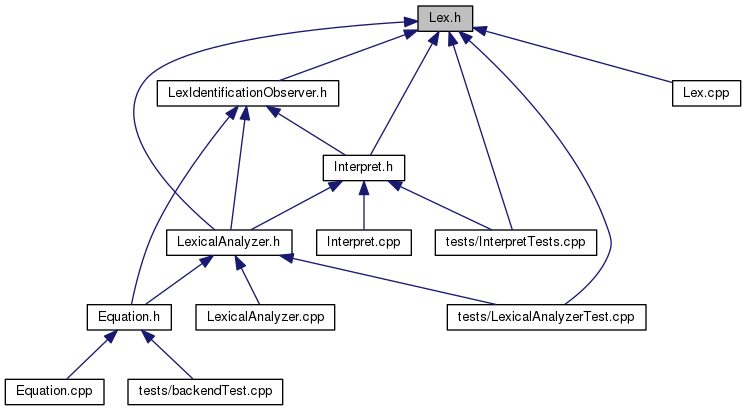 Lex.h
LexIdentificationObserver.h
Lex.cpp
Interpret.h
LexicalAnalyzer.h
Interpret.cpp
tests/InterpretTests.cpp
Equation.h
LexicalAnalyzer.cpp
tests/LexicalAnalyzerTest.cpp
Equation.cpp
tests/backendTest.cpp